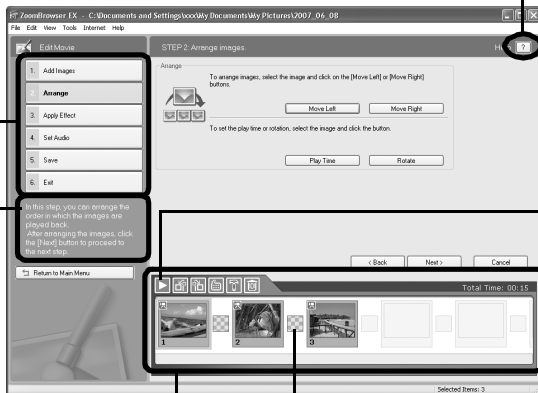 ZoomBrowser EX - C:\Documents and Settings\xxx\My Documents\My Pictures\2007_06_08
File Edit View Tools Internet Help
Edit Movie
STEP 2: Arrange images.
Help ?
1. Add Images
2. Arrange
3. Apply Effect
4. Set Audio
5. Save
6. Exit
In this step, you can arrange the
order in which the images are
played back.
After arranging the images, click
the [Next] button to proceed to
the next step.
Return to Main Menu
Arrange
To arrange images, select the image and click on the [Move Left] or [Move Right]
buttons.
Move Left Move Right
To set the play time or rotation, select the image and click the button.
Play Time Rotate
< Back Next > Cancel
Total Time: 00:15
1 2 3
Selected Items: 3